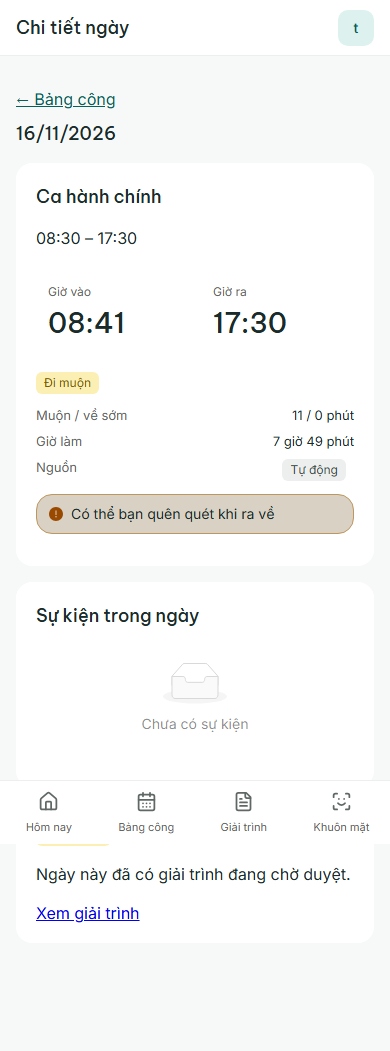 Chi tiết ngày
t
← Bảng công
16/11/2026
Ca hành chính
08:30 – 17:30
Giờ vào
Giờ ra
08:41
17:30
Đi muộn
Muộn / về sớm
11 / 0 phút
Giờ làm
7 giờ 49 phút
Nguồn
Tự động
Có thể bạn quên quét khi ra về
Sự kiện trong ngày
Chưa có sự kiện
Hôm nay
Bảng công
Giải trình
Khuôn mặt
Ngày này đã có giải trình đang chờ duyệt.
Xem giải trình